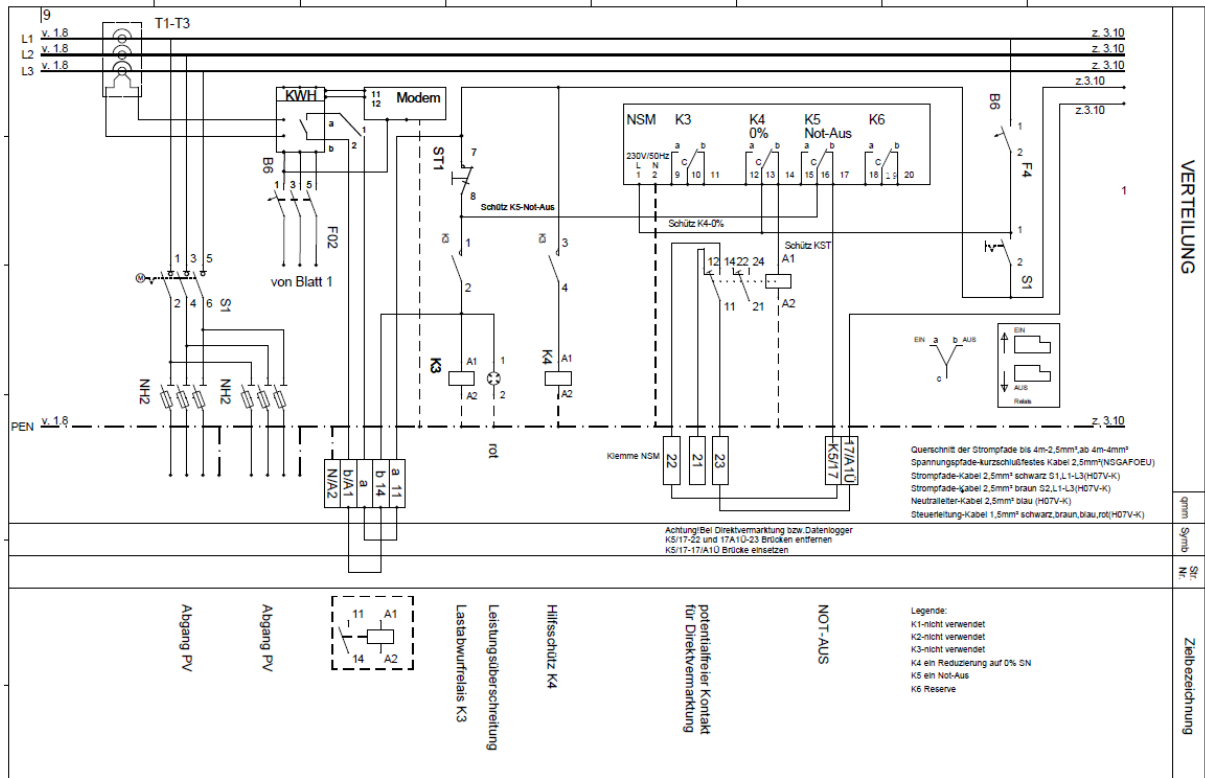 9
T1-T3
L1 v. 1.8 z. 3.10
L2 v. 1.8 z. 3.10
L3 v. 1.8 z. 3.10
z.3.10
z.3.10
KWH
11
12
Modem
a
b
1
2
B6
1 3 5
F02
von Blatt 1
1 3 5
M
2 4 6
S1
NH2
NH2
ST1
7
8
Schütz K5-Not-Aus
K3
1
2
K3
3
4
K3
A1
A2
1
2
K4
A1
A2
rot
NSM K3 K4 K5 K6
0% Not-Aus
230V/50Hz
L N
a b
c
a b
c
a b
c
a b
c
1 2 9 10 11 12 13 14 15 16 17 18 19 20
Schütz K4-0%
Schütz KST
12 14 22 24
11 21
A1
A2
B6
1
2
F4
1
2
S1
1
EIN a b AUS
c
EIN
AUS
Relais
PEN v. 1.8 z. 3.10
N/A2
b/A1
a
b 14
a 11
Klemme NSM
22
21
23
K5/17
17/A1Ü
Querschnitt der Strompfade bis 4m-2,5mm²,ab 4m-4mm²
Spannungspfade-kurzschlußfestes Kabel 2,5mm²(NSGAFOEU)
Strompfade-Kabel 2,5mm² schwarz S1,L1-L3(H07V-K)
Strompfade-Kabel 2,5mm² braun S2,L1-L3(H07V-K)
Neutralleiter-Kabel 2,5mm² blau (H07V-K)
Steuerleitung-Kabel 1,5mm² schwarz,braun,blau,rot(H07V-K)
Achtung!Bei Direktvermarktung bzw.Datenlogger
K5/17-22 und 17A1Ü-23 Brücken entfernen
K5/17-17/A1Ü Brücke einsetzen
Abgang PV
Abgang PV
11 A1
14 A2
Lastabwurfrelais K3
Leistungsüberschreitung
Hilfsschütz K4
potentialfreier Kontakt
für Direktvermarktung
NOT-AUS
Legende:
K1-nicht verwendet
K2-nicht verwendet
K3-nicht verwendet
K4 ein Reduzierung auf 0% SN
K5 ein Not-Aus
K6 Reserve
VERTEILUNG
qmm
Symb
Str.
Nr.
Zielbezeichnung